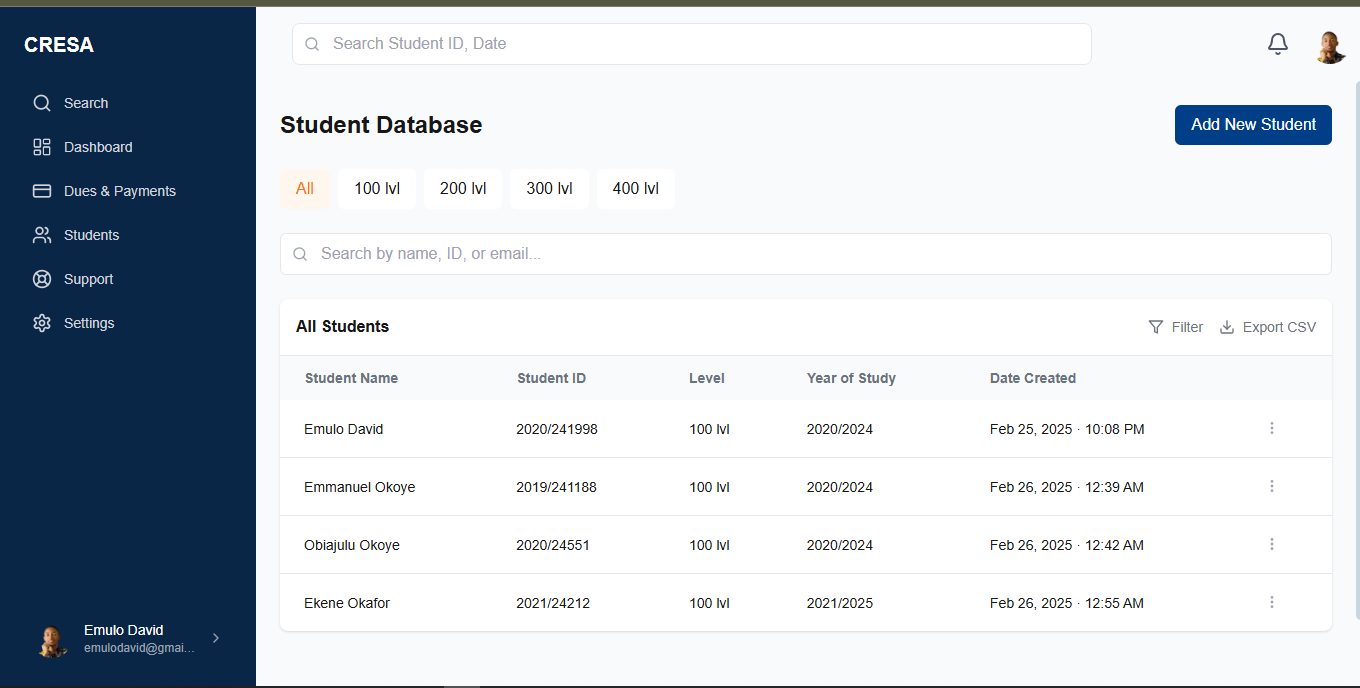 CRESA
Search
Dashboard
Dues & Payments
Students
Support
Settings
Emulo David
emulodavid@gmai...
Search Student ID, Date
Student Database
Add New Student
All 100 lvl 200 lvl 300 lvl 400 lvl
Search by name, ID, or email...
All Students Filter Export CSV
Student Name Student ID Level Year of Study Date Created
Emulo David 2020/241998 100 lvl 2020/2024 Feb 25, 2025 · 10:08 PM
Emmanuel Okoye 2019/241188 100 lvl 2020/2024 Feb 26, 2025 · 12:39 AM
Obiajulu Okoye 2020/24551 100 lvl 2020/2024 Feb 26, 2025 · 12:42 AM
Ekene Okafor 2021/24212 100 lvl 2021/2025 Feb 26, 2025 · 12:55 AM